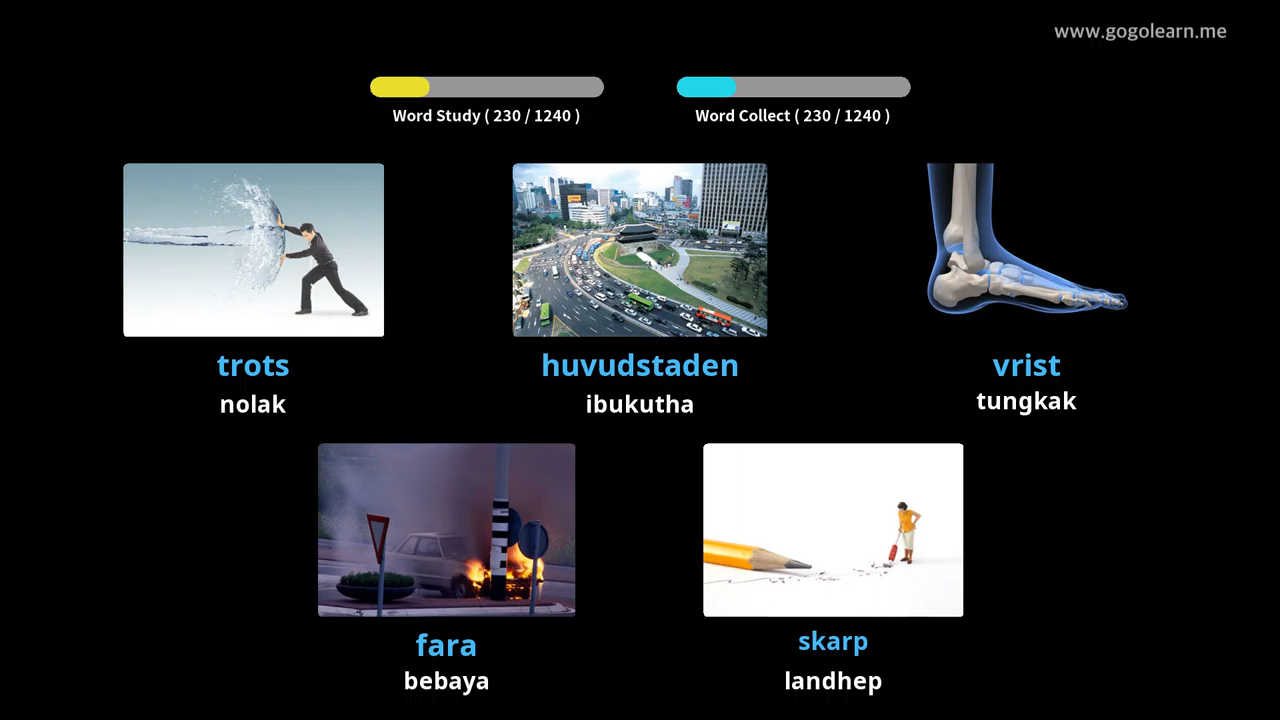 www.gogolearn.me
Word Study ( 230 / 1240 )
Word Collect ( 230 / 1240 )
trots
nolak
huvudstaden
ibukutha
vrist
tungkak
fara
bebaya
skarp
landhep